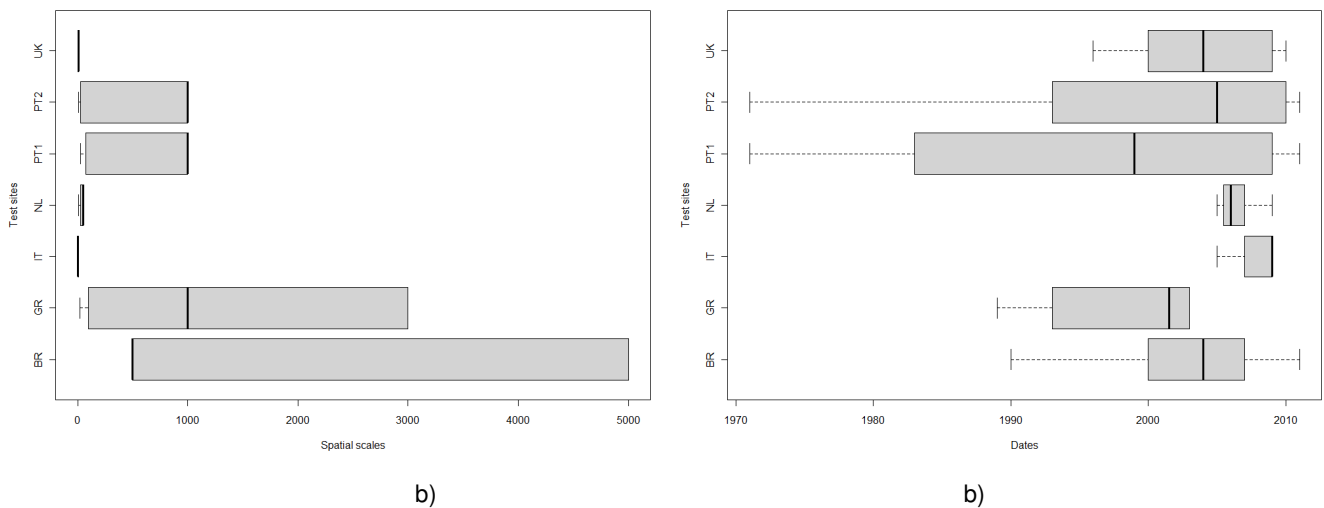 UK
PT2
PT1
NL
IT
GR
BR
Test sites
0 1000 2000 3000 4000 5000
Spatial scales
b)
UK
PT2
PT1
NL
IT
GR
BR
Test sites
1970 1980 1990 2000 2010
Dates
b)